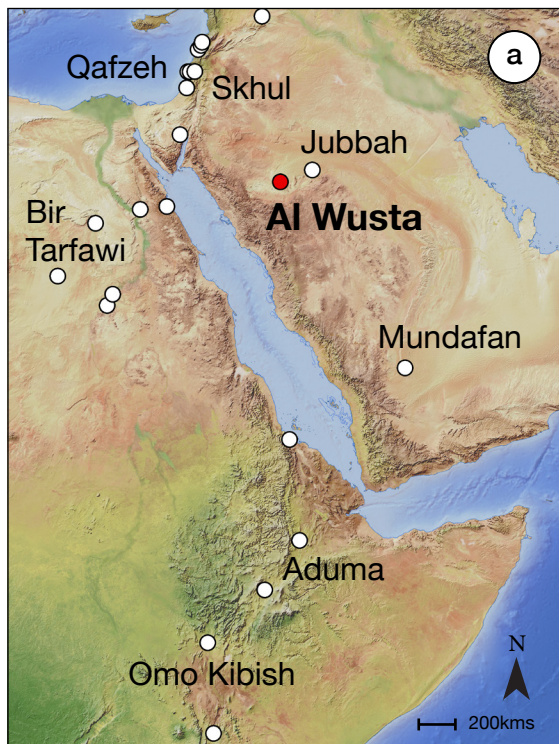 a
Qafzeh
Skhul
Jubbah
Al Wusta
Bir
Tarfawi
Mundafan
Aduma
Omo Kibish
N
200kms